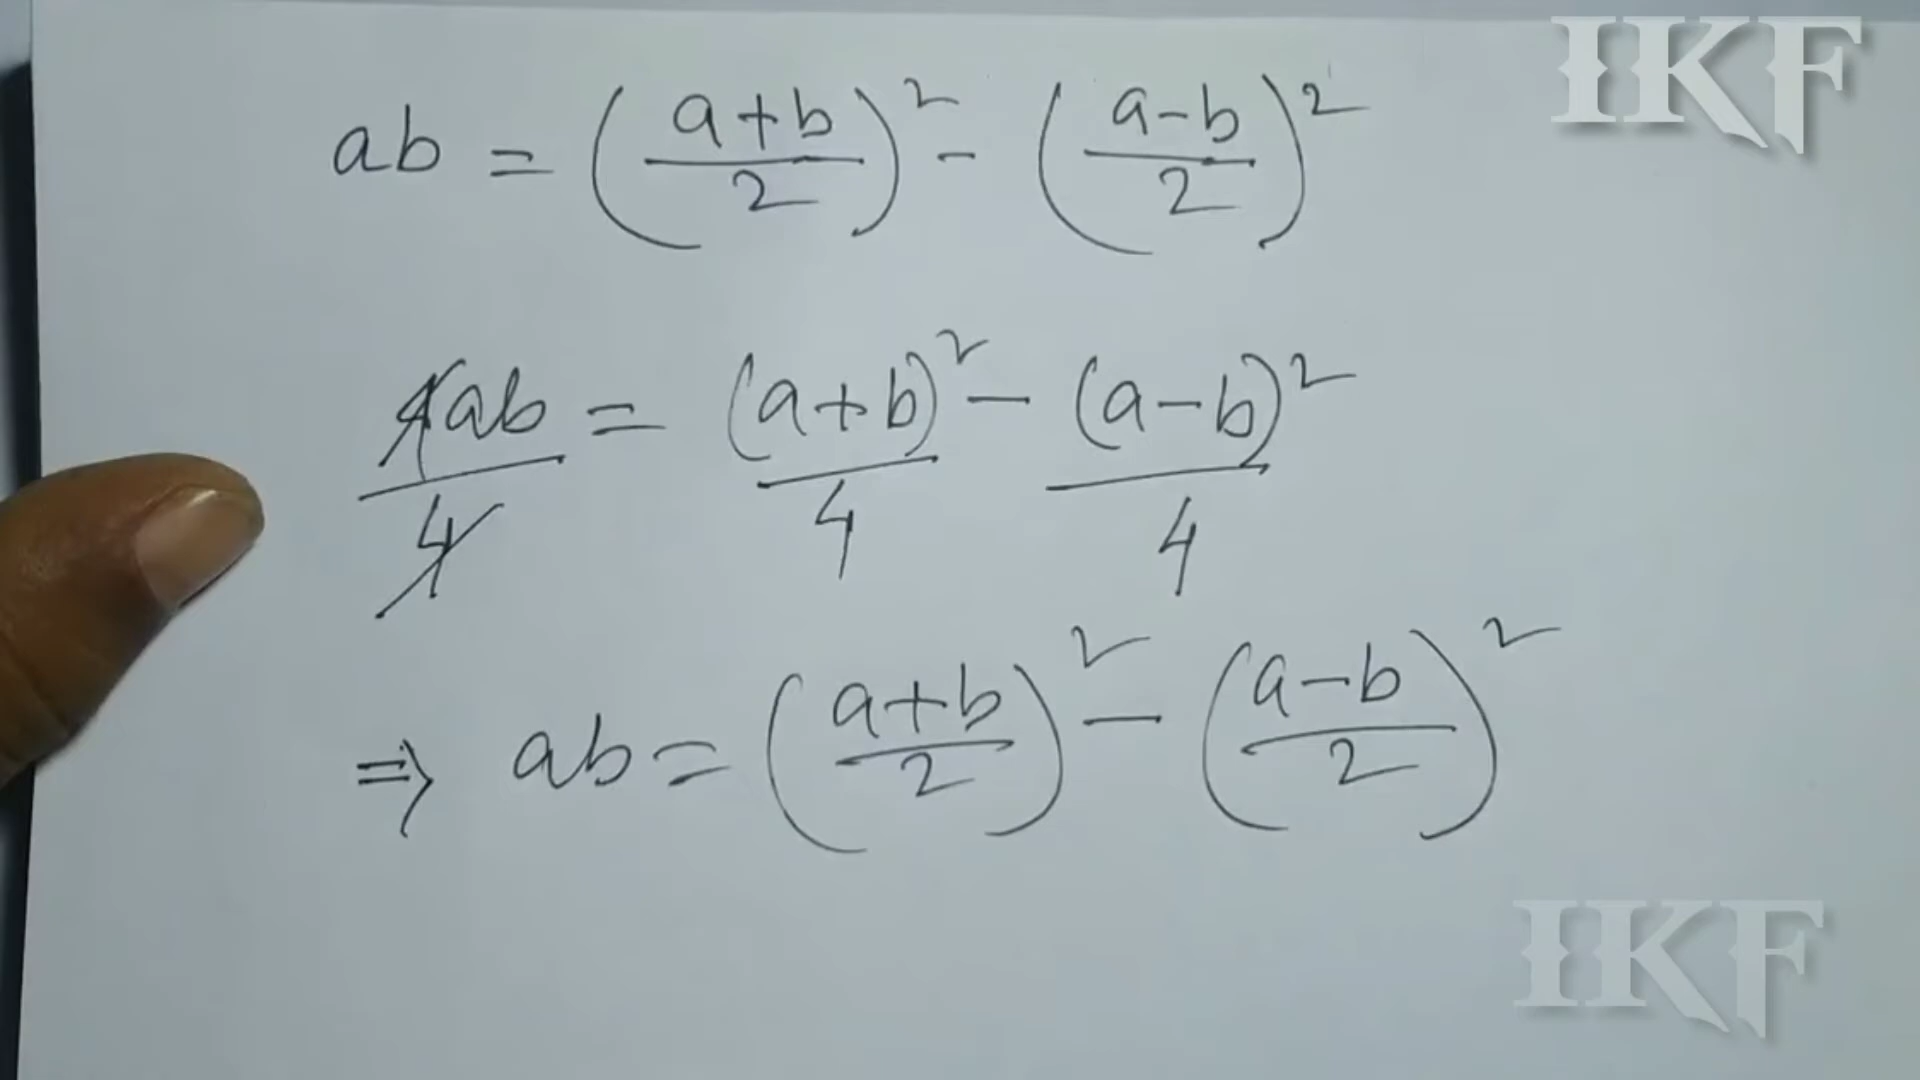 IKF
ab = ((a+b)/2)² - ((a-b)/2)²
4ab/4 = (a+b)²/4 - (a-b)²/4
⇒ ab = ((a+b)/2)² - ((a-b)/2)²
IKF